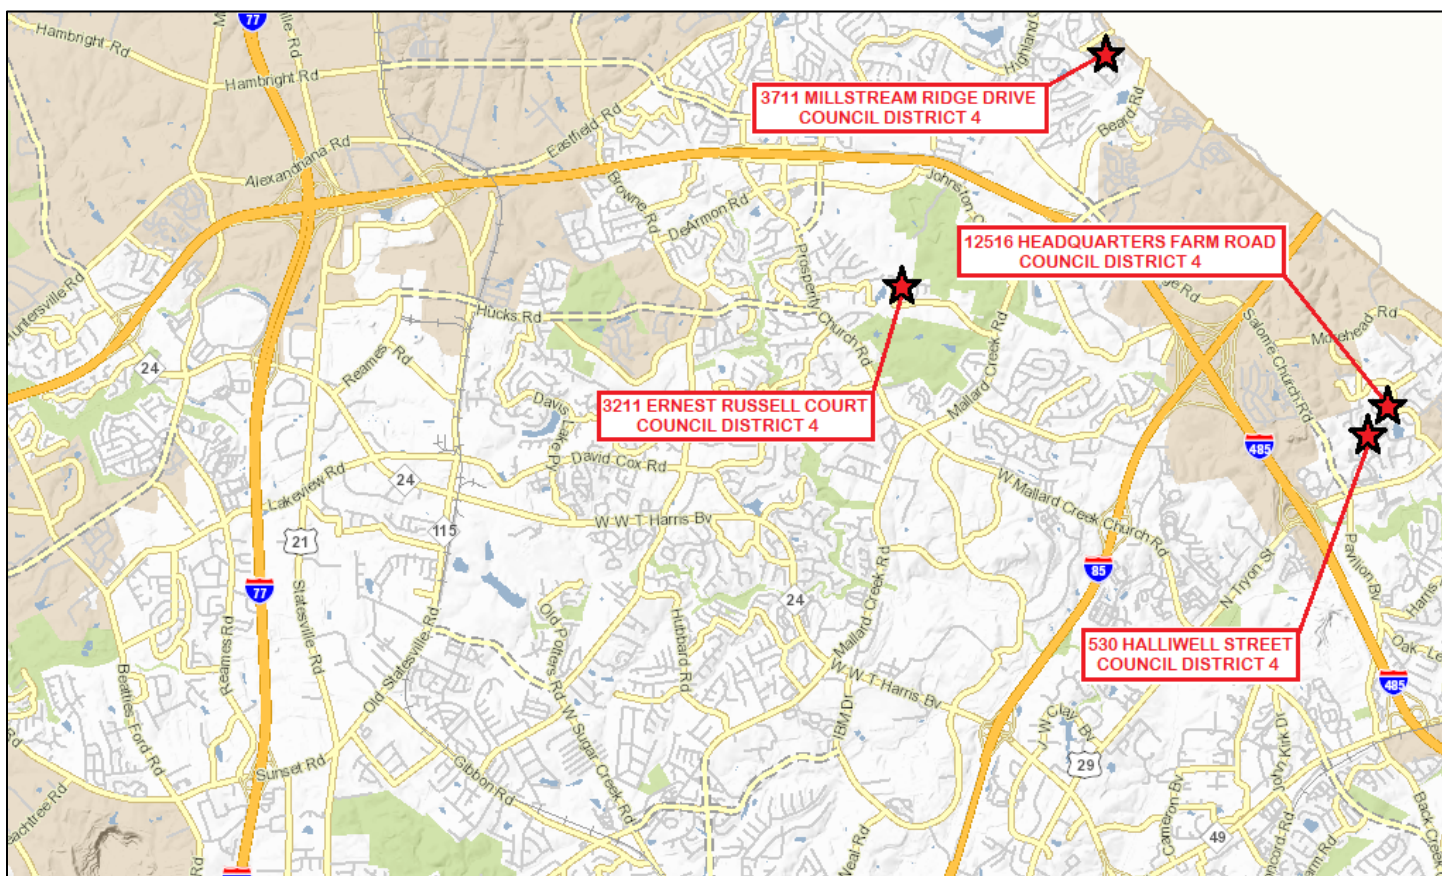 77
Hambright Rd
Hambright Rd
Highland
3711 MILLSTREAM RIDGE DRIVE
COUNCIL DISTRICT 4
Beard Rd
Eastfield Rd
Alexandriana Rd
Browne Rd
DeArmon Rd
Johnston
Prosperity Church Rd
12516 HEADQUARTERS FARM ROAD
COUNCIL DISTRICT 4
Hucks Rd
Reames Rd
24
Salome Church Rd
Morehead Rd
Mallard Creek Rd
3211 ERNEST RUSSELL COURT
COUNCIL DISTRICT 4
Davis Lake Py
David Cox Rd
Lakeview Rd
24
485
W Mallard Creek Church Rd
W W T Harris Bv
115
21
77
Statesville Rd
Old Statesville Rd
85
N Tryon St
Pavilion Bv
Harris
Old Potters Rd
Hubbard Rd
24
Mallard Creek Rd
530 HALLIWELL STREET
COUNCIL DISTRICT 4
485
Reames Rd
Beatties Ford Rd
W W T Harris Bv
IBM Dr
J W Clay Bv
29
Sunset Rd
Gibbon Rd
W Sugar Creek Rd
John Kirk Dr
Cameron Bv
49
Neal Rd
Back Creek